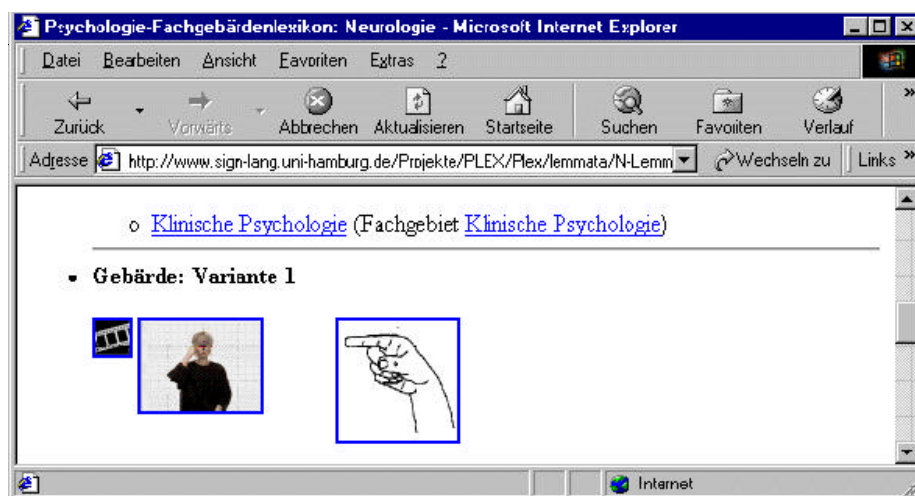 Psychologie-Fachgebärdenlexikon: Neurologie - Microsoft Internet Explorer
Datei Bearbeiten Ansicht Favoriten Extras ?
Zurück Vorwärts Abbrechen Aktualisieren Startseite Suchen Favoriten Verlauf »
Adresse http://www.sign-lang.uni-hamburg.de/Projekte/PLEX/Plex/lemmata/N-Lemm Wechseln zu Links »
o Klinische Psychologie (Fachgebiet Klinische Psychologie)
• Gebärde: Variante 1
Internet